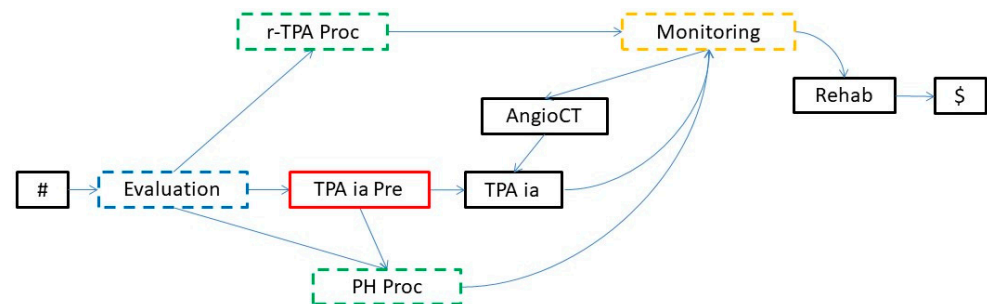 r-TPA Proc
Monitoring
Rehab
$
AngioCT
#
Evaluation
TPA ia Pre
TPA ia
PH Proc